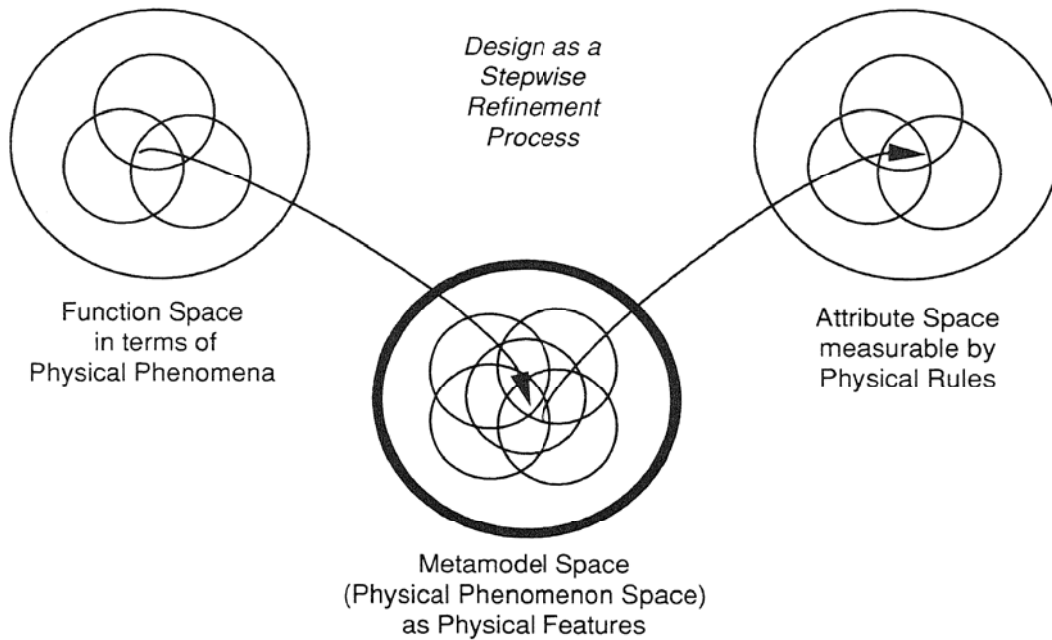 Design as a
Stepwise
Refinement
Process
Function Space
in terms of
Physical Phenomena
Attribute Space
measurable by
Physical Rules
Metamodel Space
(Physical Phenomenon Space)
as Physical Features